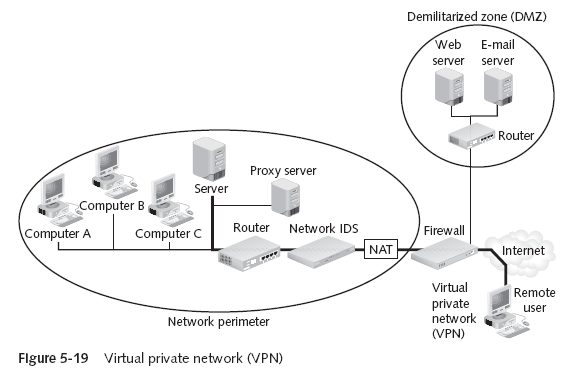 Demilitarized zone (DMZ)
Web server
E-mail server
Router
Proxy server
Server
Computer B
Computer A
Computer C
Router
Network IDS
NAT
Firewall
Internet
Virtual private network (VPN)
Remote user
Network perimeter
Figure 5-19 Virtual private network (VPN)